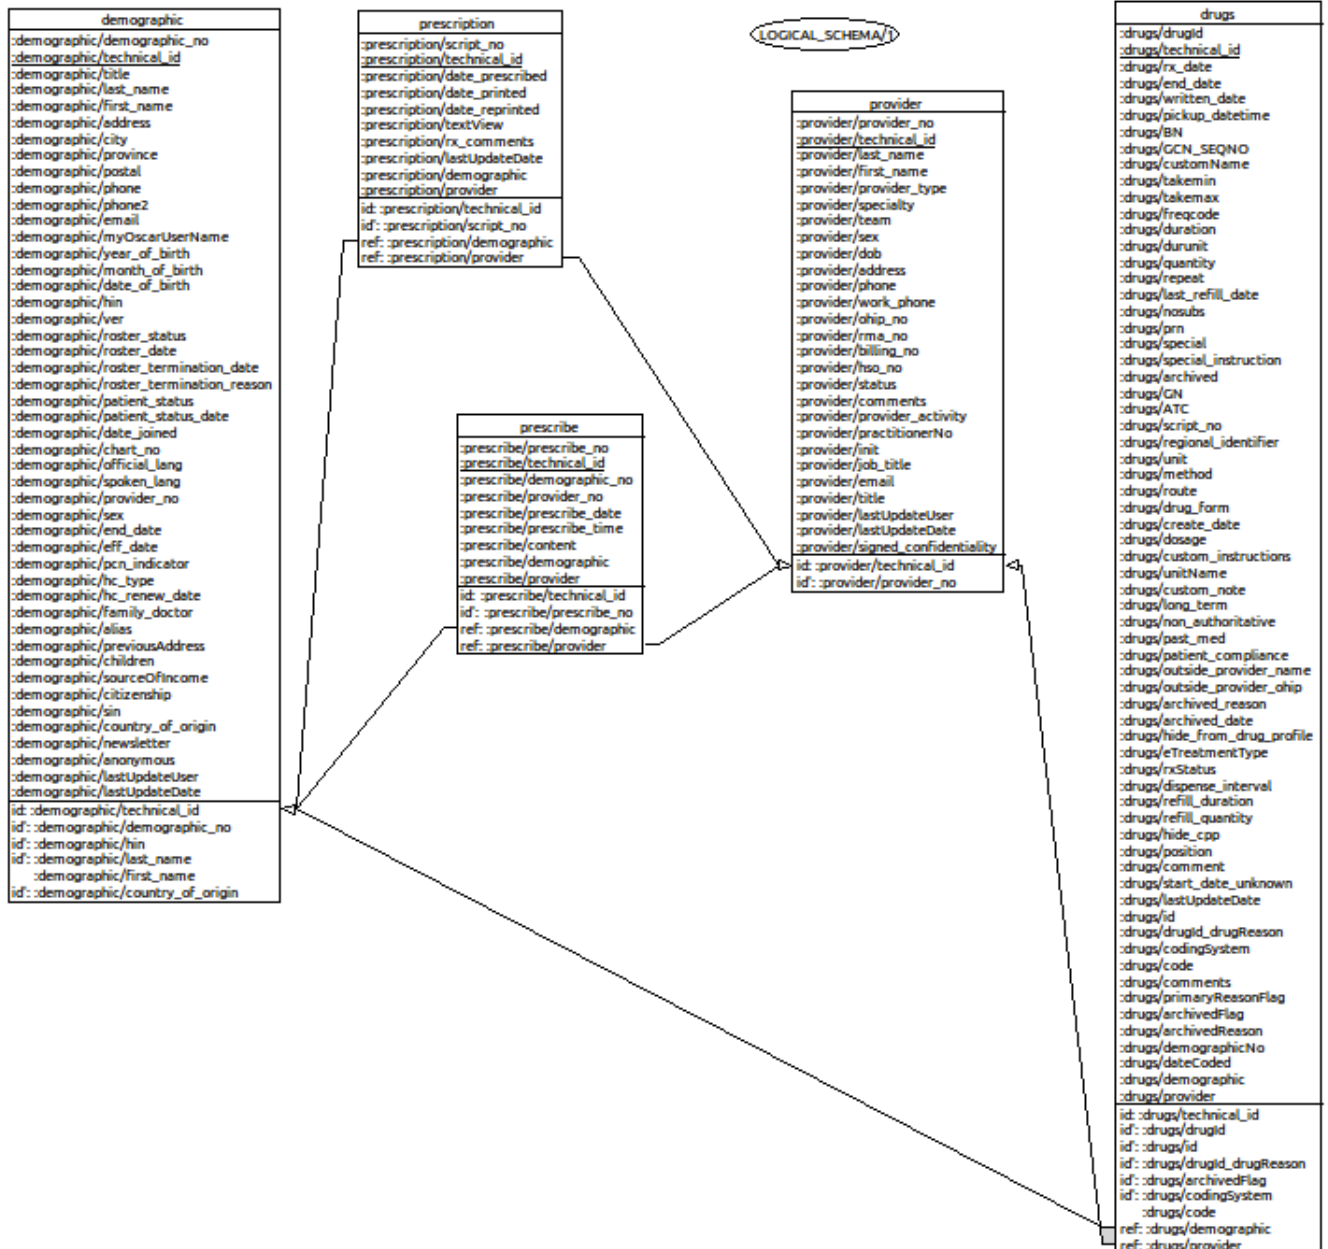 demographic
:demographic/demographic_no
:demographic/technical_id
:demographic/title
:demographic/last_name
:demographic/first_name
:demographic/address
:demographic/city
:demographic/province
:demographic/postal
:demographic/phone
:demographic/phone2
:demographic/email
:demographic/myOscarUserName
:demographic/year_of_birth
:demographic/month_of_birth
:demographic/date_of_birth
:demographic/hin
:demographic/ver
:demographic/roster_status
:demographic/roster_date
:demographic/roster_termination_date
:demographic/roster_termination_reason
:demographic/patient_status
:demographic/patient_status_date
:demographic/date_joined
:demographic/chart_no
:demographic/official_lang
:demographic/spoken_lang
:demographic/provider_no
:demographic/sex
:demographic/end_date
:demographic/eff_date
:demographic/pcn_indicator
:demographic/hc_type
:demographic/hc_renew_date
:demographic/family_doctor
:demographic/alias
:demographic/previousAddress
:demographic/children
:demographic/sourceOfIncome
:demographic/citizenship
:demographic/sin
:demographic/country_of_origin
:demographic/newsletter
:demographic/anonymous
:demographic/lastUpdateUser
:demographic/lastUpdateDate
id: :demographic/technical_id
id': :demographic/demographic_no
id': :demographic/hin
id': :demographic/last_name
:demographic/first_name
id': :demographic/country_of_origin
prescription
:prescription/script_no
:prescription/technical_id
:prescription/date_prescribed
:prescription/date_printed
:prescription/date_reprinted
:prescription/textView
:prescription/rx_comments
:prescription/lastUpdateDate
:prescription/demographic
:prescription/provider
id: :prescription/technical_id
id': :prescription/script_no
ref: :prescription/demographic
ref: :prescription/provider
prescribe
:prescribe/prescribe_no
:prescribe/technical_id
:prescribe/demographic_no
:prescribe/provider_no
:prescribe/prescribe_date
:prescribe/prescribe_time
:prescribe/content
:prescribe/demographic
:prescribe/provider
id: :prescribe/technical_id
id': :prescribe/prescribe_no
ref: :prescribe/demographic
ref: :prescribe/provider
LOGICAL_SCHEMA/1
provider
:provider/provider_no
:provider/technical_id
:provider/last_name
:provider/first_name
:provider/provider_type
:provider/specialty
:provider/team
:provider/sex
:provider/dob
:provider/address
:provider/phone
:provider/work_phone
:provider/ohip_no
:provider/rma_no
:provider/billing_no
:provider/hso_no
:provider/status
:provider/comments
:provider/provider_activity
:provider/practitionerNo
:provider/init
:provider/job_title
:provider/email
:provider/title
:provider/lastUpdateUser
:provider/lastUpdateDate
:provider/signed_confidentiality
id: :provider/technical_id
id': :provider/provider_no
drugs
:drugs/drugId
:drugs/technical_id
:drugs/rx_date
:drugs/end_date
:drugs/written_date
:drugs/pickup_datetime
:drugs/BN
:drugs/GCN_SEQNO
:drugs/customName
:drugs/takemin
:drugs/takemax
:drugs/freqcode
:drugs/duration
:drugs/durunit
:drugs/quantity
:drugs/repeat
:drugs/last_refill_date
:drugs/nosubs
:drugs/prn
:drugs/special
:drugs/special_instruction
:drugs/archived
:drugs/GN
:drugs/ATC
:drugs/script_no
:drugs/regional_identifier
:drugs/unit
:drugs/method
:drugs/route
:drugs/drug_form
:drugs/create_date
:drugs/dosage
:drugs/custom_instructions
:drugs/unitName
:drugs/custom_note
:drugs/long_term
:drugs/non_authoritative
:drugs/past_med
:drugs/patient_compliance
:drugs/outside_provider_name
:drugs/outside_provider_ohip
:drugs/archived_reason
:drugs/archived_date
:drugs/hide_from_drug_profile
:drugs/eTreatmentType
:drugs/rxStatus
:drugs/dispense_interval
:drugs/refill_duration
:drugs/refill_quantity
:drugs/hide_cpp
:drugs/position
:drugs/comment
:drugs/start_date_unknown
:drugs/lastUpdateDate
:drugs/id
:drugs/drugId_drugReason
:drugs/codingSystem
:drugs/code
:drugs/comments
:drugs/primaryReasonFlag
:drugs/archivedFlag
:drugs/archivedReason
:drugs/demographicNo
:drugs/dateCoded
:drugs/demographic
:drugs/provider
id: :drugs/technical_id
id': :drugs/drugId
id': :drugs/id
id': :drugs/drugId_drugReason
id': :drugs/archivedFlag
id': :drugs/codingSystem
:drugs/code
ref: :drugs/demographic
ref: :drugs/provider